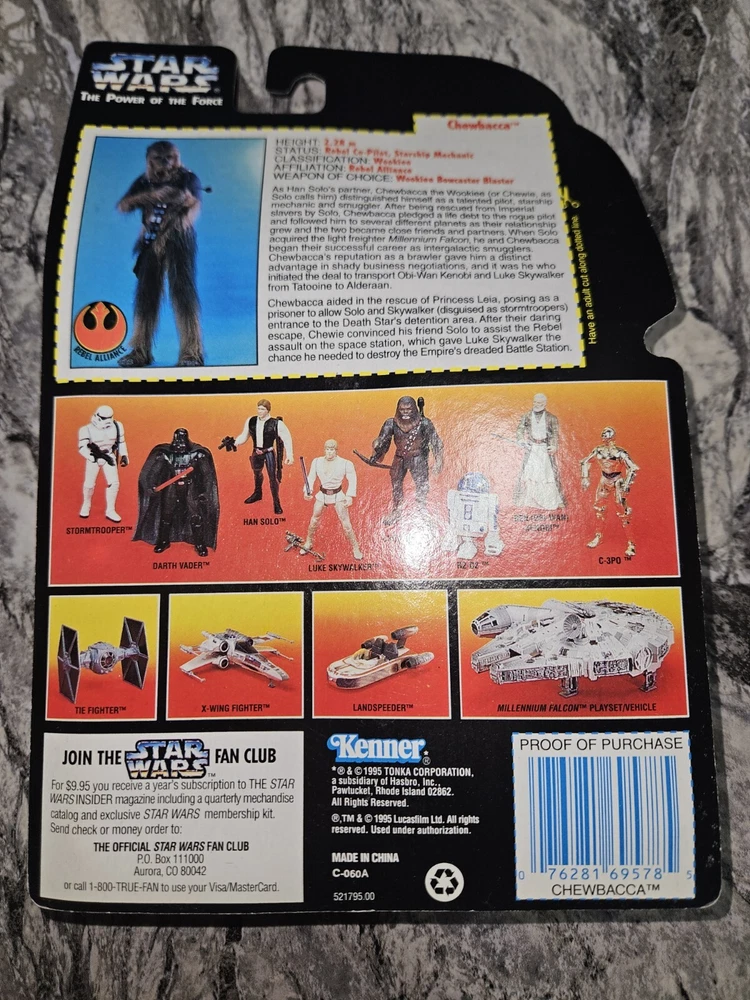 STAR WARS
THE POWER OF THE FORCE
Chewbacca™
HEIGHT: 2.28 m
STATUS: Rebel Co-Pilot, Starship Mechanic
CLASSIFICATION: Wookiee
AFFILIATION: Rebel Alliance
WEAPON OF CHOICE: Wookiee Bowcaster Blaster
As Han Solo's partner, Chewbacca the Wookiee (or Chewie, as
Solo calls him) distinguished himself as a talented pilot, starship
mechanic and smuggler. After being rescued from Imperial
slavers by Solo, Chewbacca pledged a life debt to the rogue pilot
and followed him to several different planets as their relationship
grew and the two became close friends and partners. When Solo
acquired the light freighter Millennium Falcon, he and Chewbacca
began their successful career as intergalactic smugglers.
Chewbacca's reputation as a brawler gave him a distinct
advantage in shady business negotiations, and it was he who
initiated the deal to transport Obi-Wan Kenobi and Luke Skywalker
from Tatooine to Alderaan.
Chewbacca aided in the rescue of Princess Leia, posing as a
prisoner to allow Solo and Skywalker (disguised as stormtroopers)
entrance to the Death Star's detention area. After their daring
escape, Chewie convinced his friend Solo to assist the Rebel
assault on the space station, which gave Luke Skywalker the
chance he needed to destroy the Empire's dreaded Battle Station.
REBEL ALLIANCE
Have an adult cut along dotted line.
STORMTROOPER™
DARTH VADER™
HAN SOLO™
LUKE SKYWALKER™
R2-D2™
C-3PO™
TIE FIGHTER™
X-WING FIGHTER™
LANDSPEEDER™
MILLENNIUM FALCON™ PLAYSET/VEHICLE
JOIN THE STAR WARS™ FAN CLUB
For $9.95 you receive a year's subscription to THE STAR
WARS INSIDER magazine including a quarterly merchandise
catalog and exclusive STAR WARS membership kit.
Send check or money order to:
THE OFFICIAL STAR WARS FAN CLUB
P.O. Box 111000
Aurora, CO 80042
or call 1-800-TRUE-FAN to use your Visa/MasterCard.
Kenner®
*® & © 1995 TONKA CORPORATION,
a subsidiary of Hasbro, Inc.,
Pawtucket, Rhode Island 02862.
All Rights Reserved.
®,TM & © 1995 Lucasfilm Ltd. All rights
reserved. Used under authorization.
MADE IN CHINA
C-060A
521795.00
PROOF OF PURCHASE
0 76281 69578 5
CHEWBACCA™